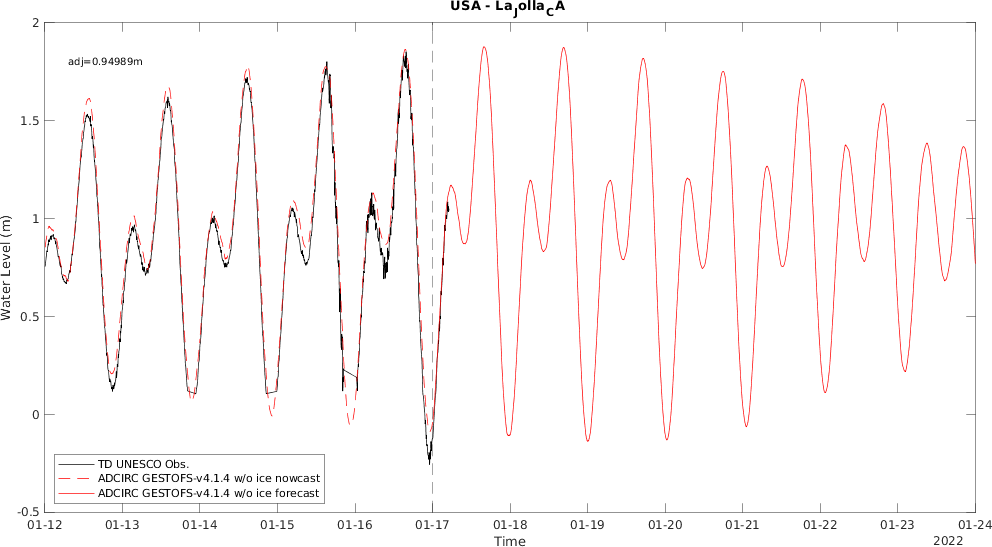 USA - LaJollaCA
adj=0.94989m
2
1.5
1
0.5
0
-0.5
Water Level (m)
TD UNESCO Obs.
ADCIRC GESTOFS-v4.1.4 w/o ice nowcast
ADCIRC GESTOFS-v4.1.4 w/o ice forecast
01-12 01-13 01-14 01-15 01-16 01-17 01-18 01-19 01-20 01-21 01-22 01-23 01-24
Time
2022